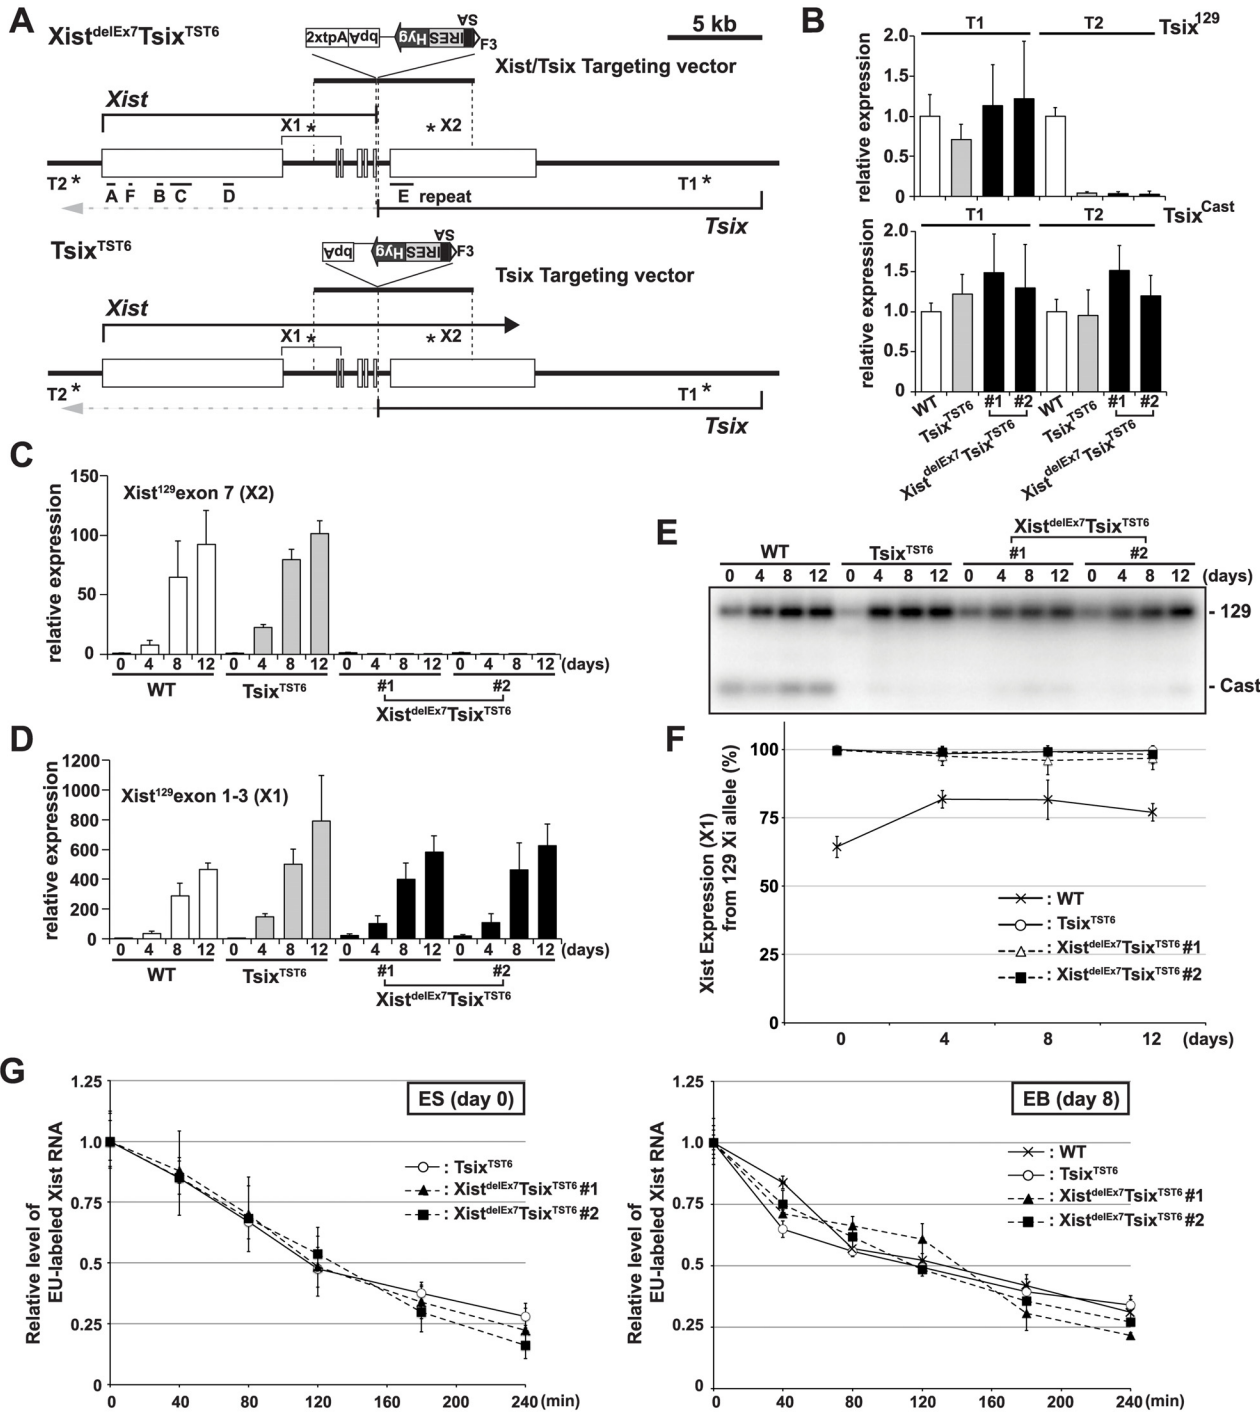 A
Xist^delEx7 Tsix^TST6
2xtpA bpA Hyg IRES SA
F3
5 kb
Xist/Tsix Targeting vector
Xist
X1 *
* X2
T2 *
A F B C D
E repeat
T1 *
Tsix
Tsix^TST6
bpA Hyg IRES SA
F3
Tsix Targeting vector
Xist
X1 *
* X2
T2 *
T1 *
Tsix
B
T1 T2 Tsix^129
relative expression
2.0
1.5
1.0
0.5
0
T1 T2 Tsix^Cast
relative expression
2.0
1.5
1.0
0.5
0
WT Tsix^TST6 #1 #2 WT Tsix^TST6 #1 #2
Xist^delEx7 Tsix^TST6 Xist^delEx7 Tsix^TST6
C
relative expression
Xist^129 exon 7 (X2)
150
100
50
0
0 4 8 12 0 4 8 12 0 4 8 12 0 4 8 12 (days)
WT Tsix^TST6 #1 #2
Xist^delEx7 Tsix^TST6
D
relative expression
Xist^129 exon 1-3 (X1)
1200
1000
800
600
400
200
0
0 4 8 12 0 4 8 12 0 4 8 12 0 4 8 12 (days)
WT Tsix^TST6 #1 #2
Xist^delEx7 Tsix^TST6
E
Xist^delEx7 Tsix^TST6
WT Tsix^TST6 #1 #2
0 4 8 12 0 4 8 12 0 4 8 12 0 4 8 12 (days)
- 129
- Cast
F
Xist Expression (X1)
from 129 Xi allele (%)
100
75
50
25
0
: WT
: Tsix^TST6
: Xist^delEx7 Tsix^TST6 #1
: Xist^delEx7 Tsix^TST6 #2
0 4 8 12 (days)
G
Relative level of
EU-labeled Xist RNA
1.25
1.0
0.75
0.5
0.25
0
ES (day 0)
: Tsix^TST6
: Xist^delEx7 Tsix^TST6 #1
: Xist^delEx7 Tsix^TST6 #2
0 40 80 120 160 200 240 (min)
Relative level of
EU-labeled Xist RNA
1.25
1.0
0.75
0.5
0.25
0
EB (day 8)
: WT
: Tsix^TST6
: Xist^delEx7 Tsix^TST6 #1
: Xist^delEx7 Tsix^TST6 #2
0 40 80 120 160 200 240 (min)